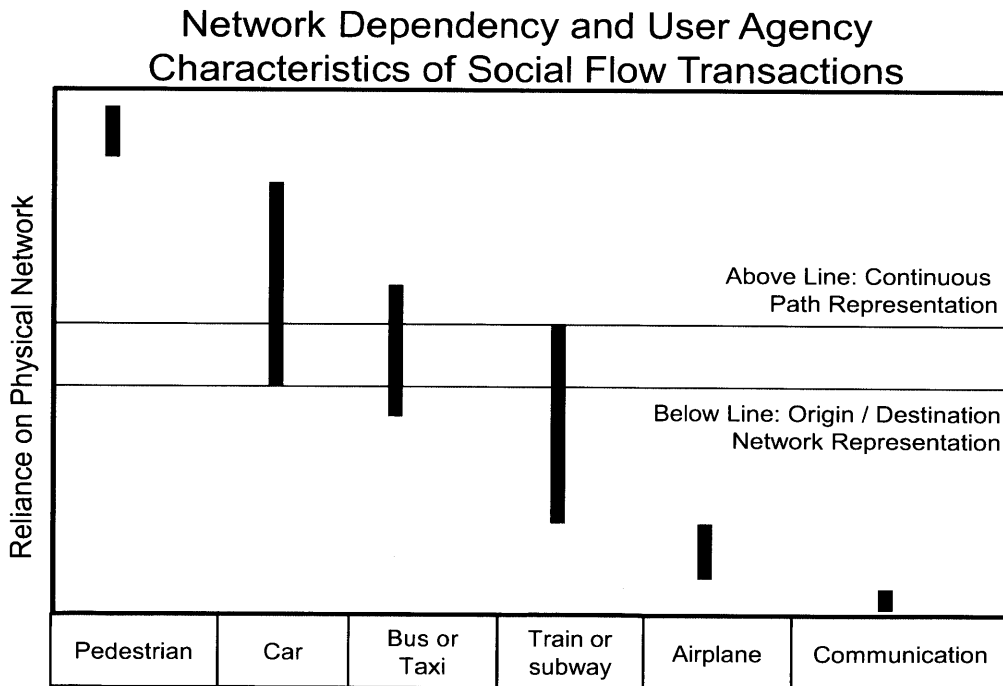 Network Dependency and User Agency
Characteristics of Social Flow Transactions
Reliance on Physical Network
Above Line: Continuous
Path Representation
Below Line: Origin / Destination
Network Representation
Pedestrian
Car
Bus or
Taxi
Train or
subway
Airplane
Communication